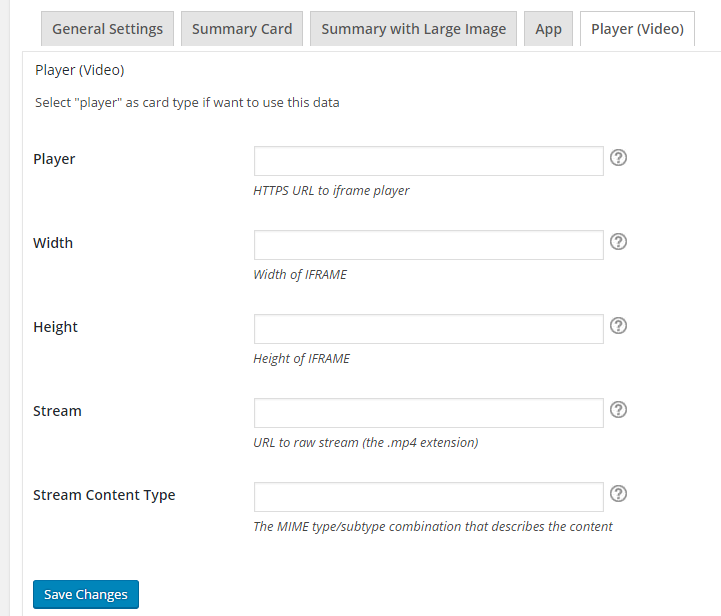 General Settings Summary Card Summary with Large Image App Player (Video)
Player (Video)
Select "player" as card type if want to use this data
Player ?
HTTPS URL to iframe player
Width ?
Width of IFRAME
Height ?
Height of IFRAME
Stream ?
URL to raw stream (the .mp4 extension)
Stream Content Type ?
The MIME type/subtype combination that describes the content
Save Changes